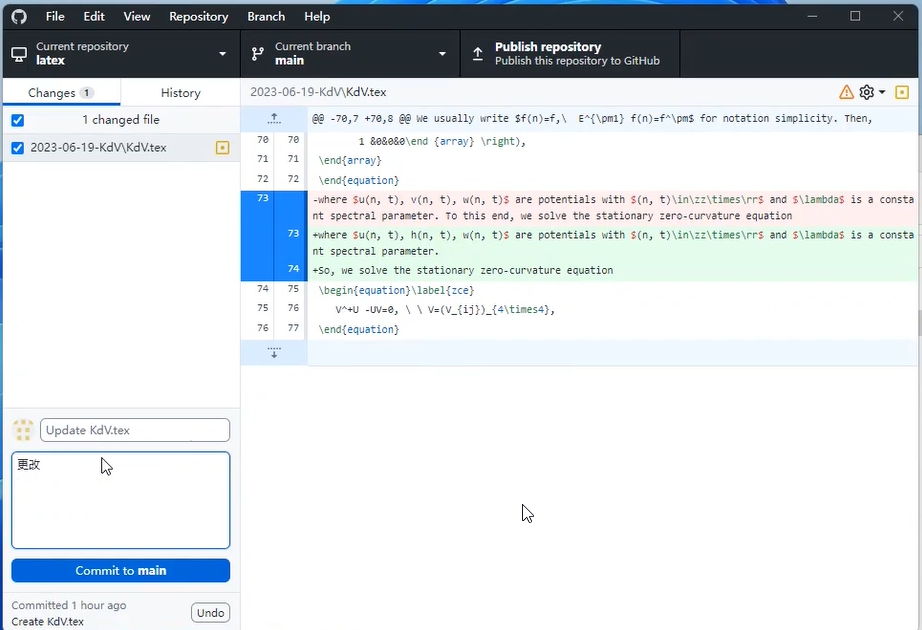 File Edit View Repository Branch Help
Current repository
latex
Current branch
main
Publish repository
Publish this repository to GitHub
Changes 1 History
2023-06-19-KdV\KdV.tex
1 changed file
2023-06-19-KdV\KdV.tex
@@ -70,7 +70,8 @@ We usually write $f(n)=f,\  E^{\pm1} f(n)=f^\pm$ for notation simplicity. Then,
70 70 1 &0&0&0\end {array} \right),
71 71 \end{array}
72 72 \end{equation}
73 -where $u(n, t), v(n, t), w(n, t)$ are potentials with $(n, t)\in\zz\times\rr$ and $\lambda$ is a consta
nt spectral parameter. To this end, we solve the stationary zero-curvature equation
73 +where $u(n, t), h(n, t), w(n, t)$ are potentials with $(n, t)\in\zz\times\rr$ and $\lambda$ is a consta
nt spectral parameter.
74 +So, we solve the stationary zero-curvature equation
74 75 \begin{equation}\label{zce}
75 76 V^+U -UV=0, \ \ V=(V_{ij})_{4\times4},
76 77 \end{equation}
Update KdV.tex
更改
Commit to main
Committed 1 hour ago
Create KdV.tex
Undo